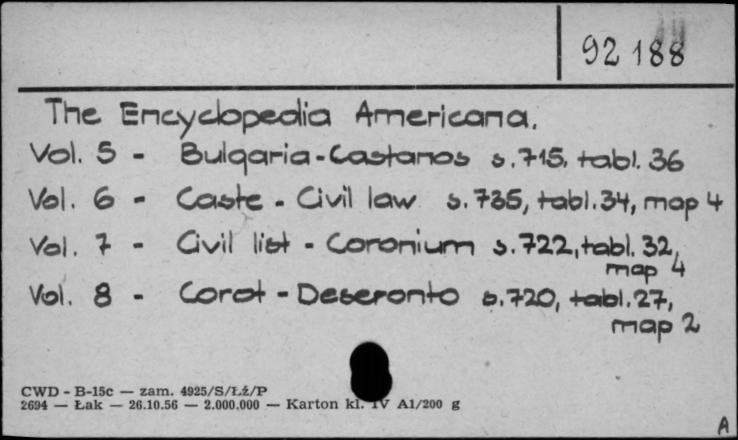 92 188
The Encyclopedia Americana.
Vol. 5 - Bulgaria - Castanos s. 715, tabl. 36
Vol. 6 - Caste - Civil law s. 735, tabl. 34, map 4
Vol. 7 - Civil list - Coronium s. 722, tabl. 32,
map 4
Vol. 8 - Corot - Deseronto s. 720, tabl. 27,
map 2
CWD - B-15c — zam. 4925/S/Łź/P
2694 — Łak — 26.10.56 — 2.000.000 — Karton kl. IV A1/200 g
A